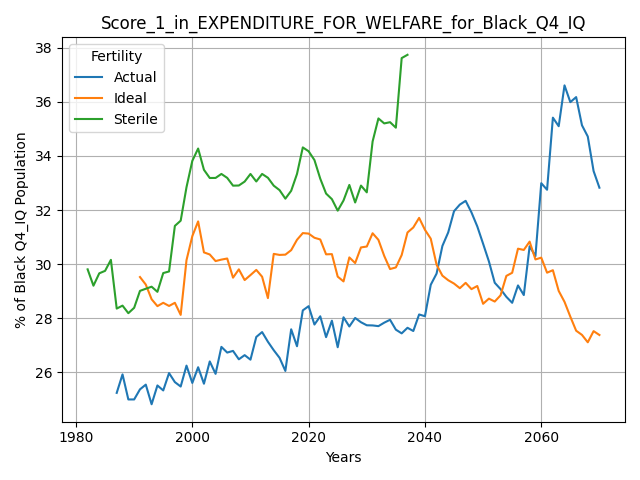 Score_1_in_EXPENDITURE_FOR_WELFARE_for_Black_Q4_IQ
Fertility
Actual
Ideal
Sterile
% of Black Q4_IQ Population
38
36
34
32
30
28
26
1980
2000
2020
2040
2060
Years